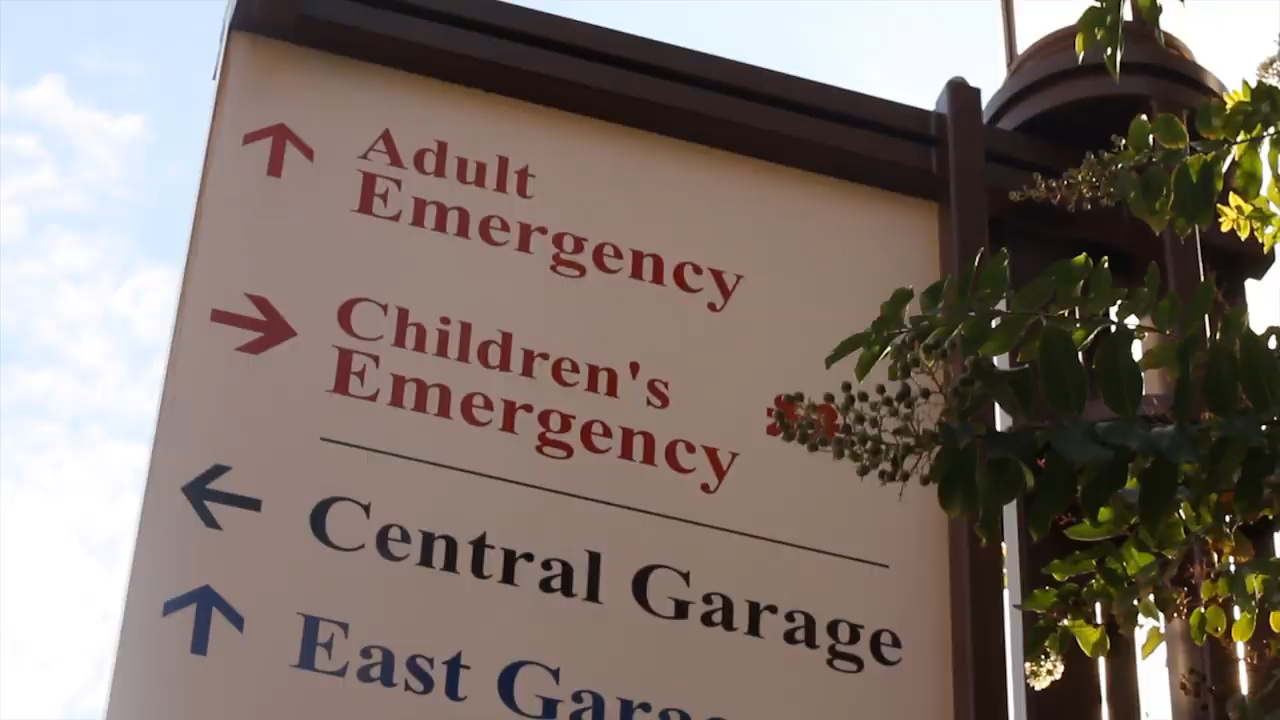 Adult
Emergency
Children's
Emergency
Central Garage
East